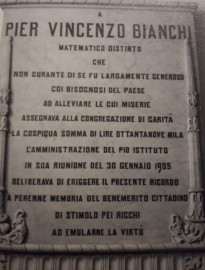 A
PIER VINCENZO BIANCHI
MATEMATICO DISTINTO
CHE
NON CURANTE DI SE FU LARGAMENTE GENEROSO
COI BISOGNOSI DEL PAESE
AD ALLEVIARE LE CUI MISERIE
ASSEGNAVA ALLA CONGREGAZIONE DI CARITÀ
LA COSPIQUA SOMMA DI LIRE OTTANTANOVE MILA
L'AMMINISTRAZIONE DEL PIO ISTITUTO
IN SUA RIUNIONE DEL 30 GENNAIO 1905
DELIBERAVA DI ERIGGERE IL PRESENTE RICORDO
A PERENNE MEMORIA DEL BENEMERITO CITTADINO
DI STIMOLO PEI RICCHI
AD EMULARNE LA VIRTÙ